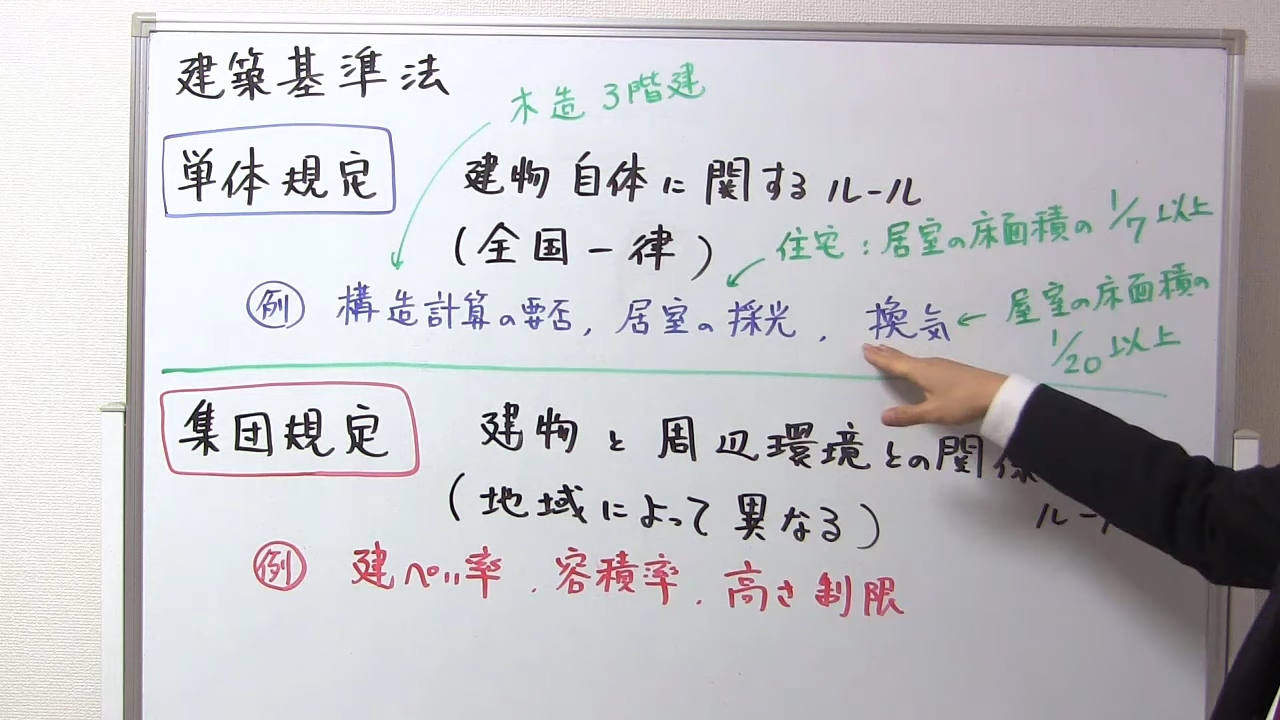 建築基準法
木造3階建
単体規定
建物自体に関するルール
(全国一律)
住宅：居室の床面積の1/7以上
例 構造計算の要否，居室の採光，換気
屋室の床面積の
1/20以上
集団規定
建物と周辺環境との関係
ルー
(地域によって異なる)
例 建ペい率．容積率．高さ制限